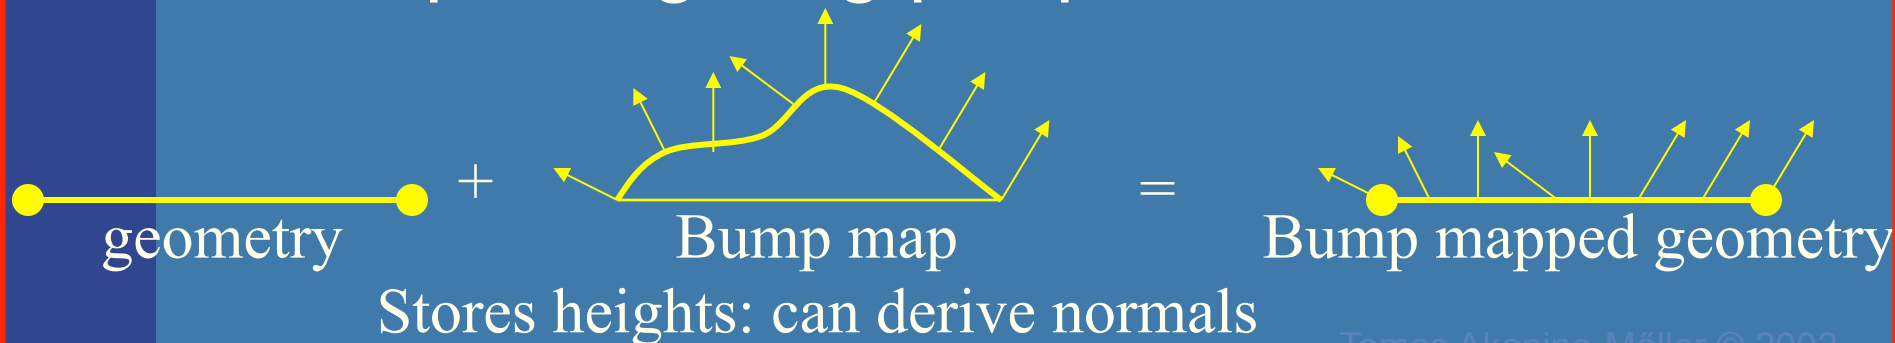 + =
geometry Bump map Bump mapped geometry
Stores heights: can derive normals